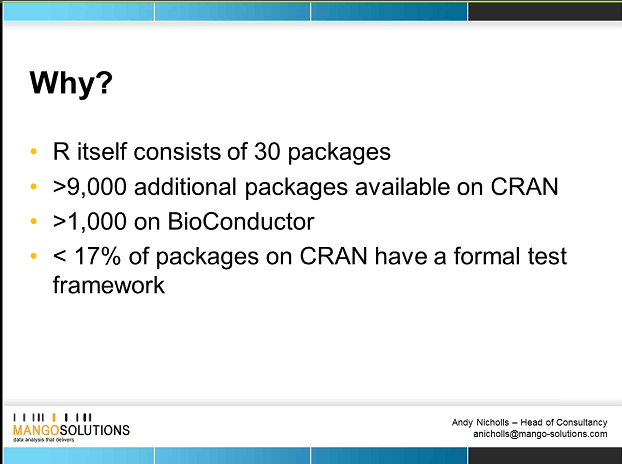 Why?
• R itself consists of 30 packages
• >9,000 additional packages available on CRAN
• >1,000 on BioConductor
• < 17% of packages on CRAN have a formal test
framework
MANGOSOLUTIONS
data analysis that delivers
Andy Nicholls – Head of Consultancy
anicholls@mango-solutions.com